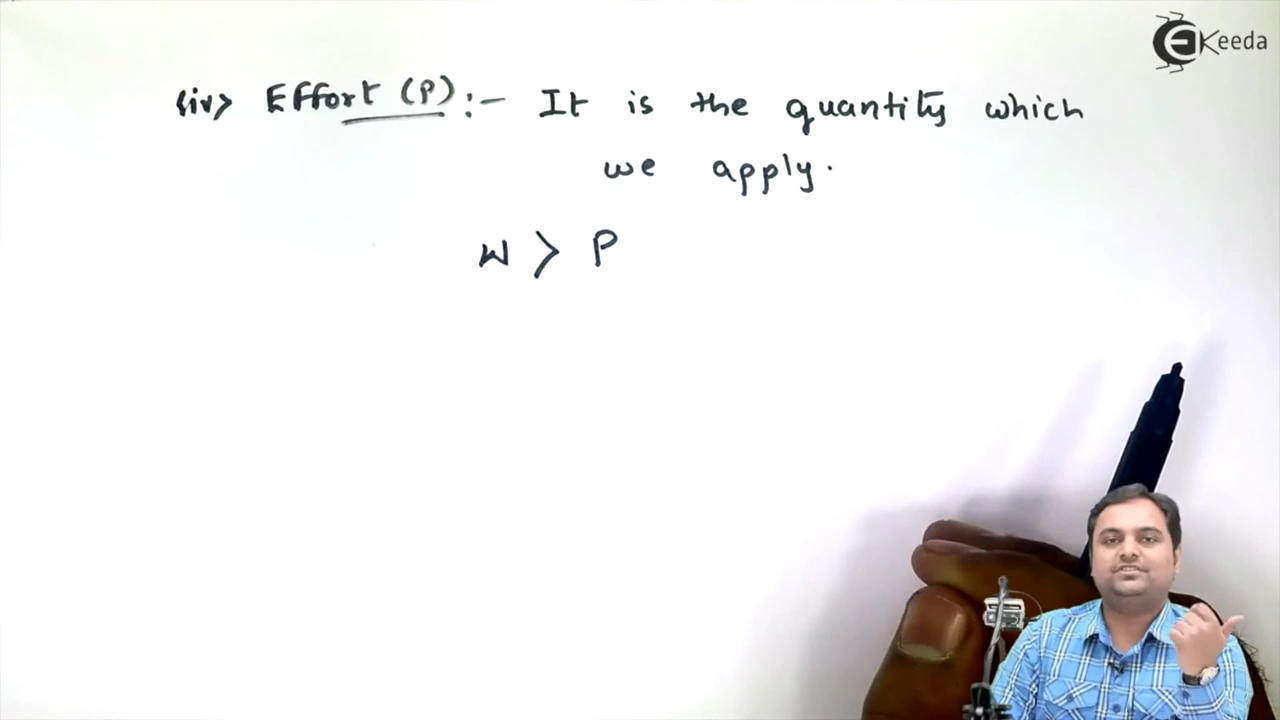 EKeeda
{iv> Effort (P) :- It is the quantity which
we apply.
W > P